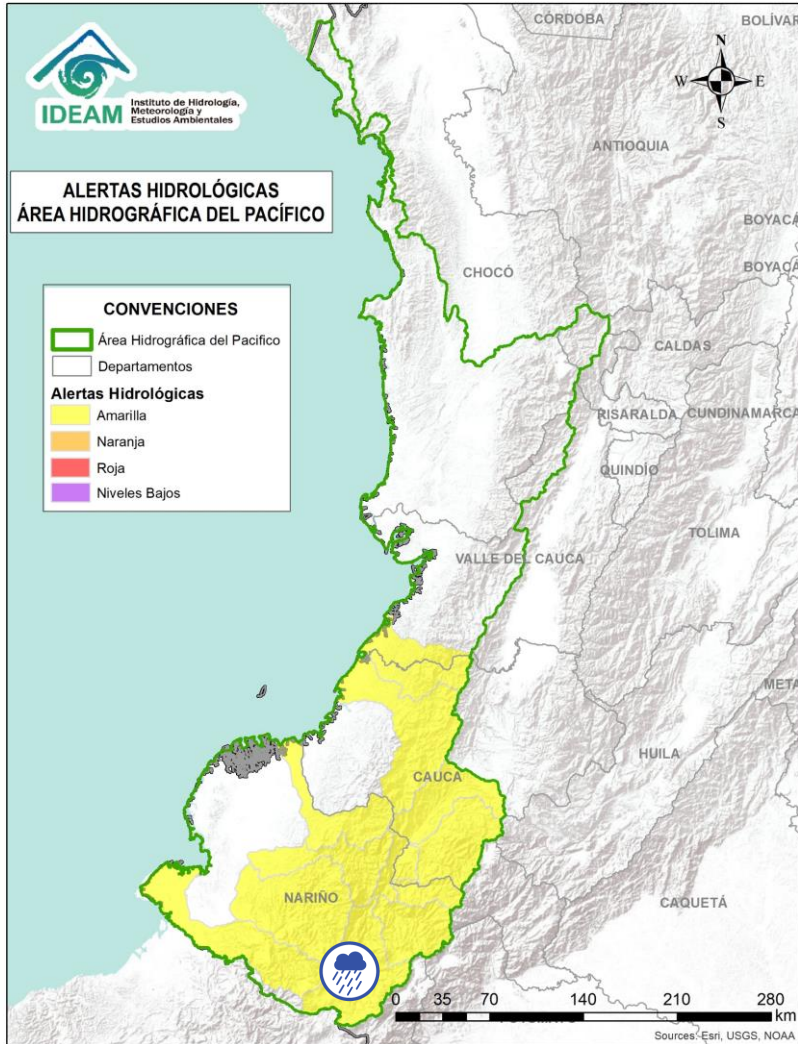 CÓRDOBA
BOLÍVAR
N
W
E
S
IDEAM
Instituto de Hidrología,
Meteorología y
Estudios Ambientales
ANTIOQUIA
ALERTAS HIDROLÓGICAS
ÁREA HIDROGRÁFICA DEL PACÍFICO
BOYACÁ
BOYACÁ
CHOCÓ
CONVENCIONES
Área Hidrográfica del Pacífico
Departamentos
Alertas Hidrológicas
Amarilla
Naranja
Roja
Niveles Bajos
CALDAS
RISARALDA
CUNDINAMARCA
QUINDÍO
TOLIMA
VALLE DEL CAUCA
META
HUILA
CAUCA
NARIÑO
CAQUETÁ
0 35 70 140 210 280
km
Sources: Esri, USGS, NOAA